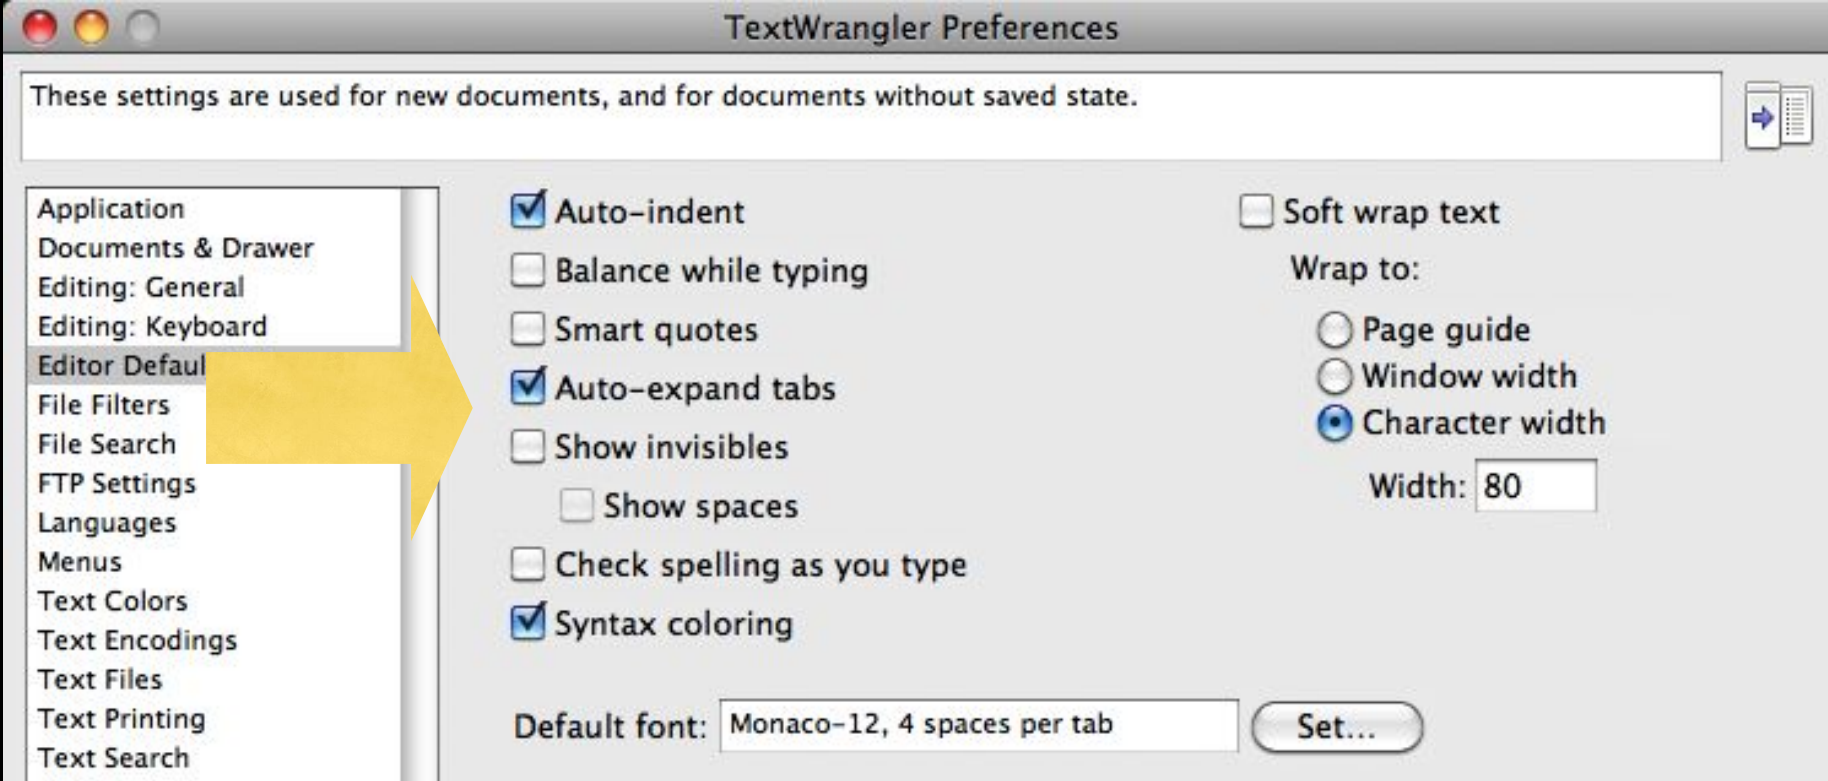 TextWrangler Preferences
These settings are used for new documents, and for documents without saved state.
Application
Documents & Drawer
Editing: General
Editing: Keyboard
Editor Defau
File Filters
File Search
FTP Settings
Languages
Menus
Text Colors
Text Encodings
Text Files
Text Printing
Text Search
Auto-indent
Balance while typing
Smart quotes
Auto-expand tabs
Show invisibles
Show spaces
Check spelling as you type
Syntax coloring
Soft wrap text
Wrap to:
Page guide
Window width
Character width
Width: 80
Default font: Monaco-12, 4 spaces per tab Set...